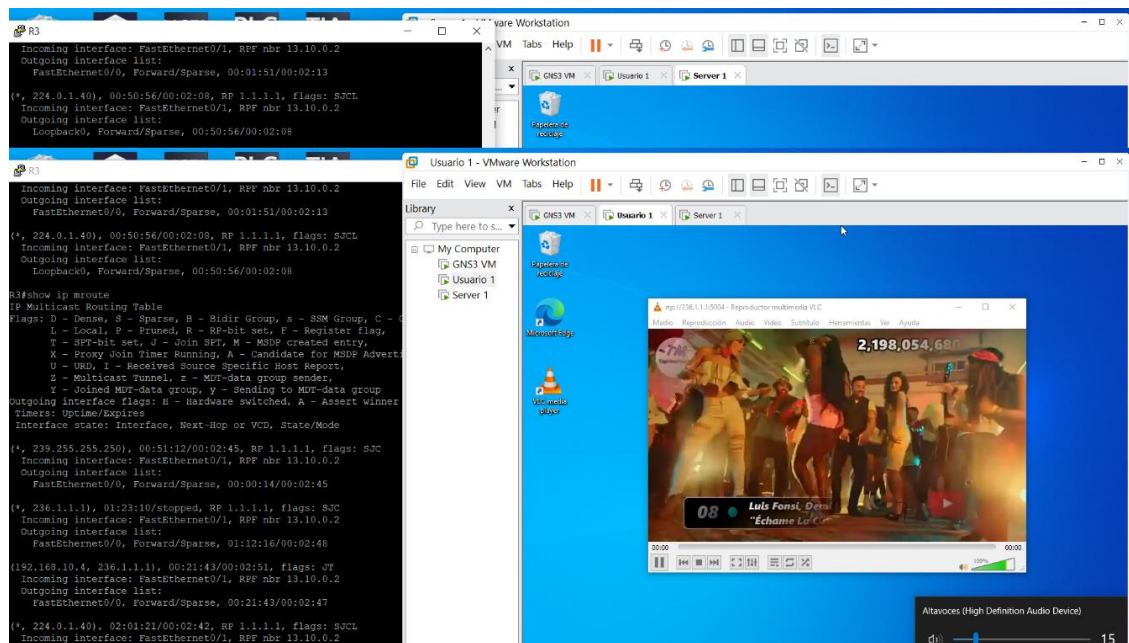 R3
Incoming interface: FastEthernet0/1, RPF nbr 13.10.0.2
Outgoing interface list:
FastEthernet0/0, Forward/Sparse, 00:01:51/00:02:13
(*, 224.0.1.40), 00:50:56/00:02:08, RP 1.1.1.1, flags: SJCL
Incoming interface: FastEthernet0/1, RPF nbr 13.10.0.2
Outgoing interface list:
Loopback0, Forward/Sparse, 00:50:56/00:02:08
Workstation
VM Tabs Help
GNS3 VM
Usuario 1
Server 1
Papelera de
reciclaje
R3
Incoming interface: FastEthernet0/1, RPF nbr 13.10.0.2
Outgoing interface list:
FastEthernet0/0, Forward/Sparse, 00:01:51/00:02:13
(*, 224.0.1.40), 00:50:56/00:02:08, RP 1.1.1.1, flags: SJCL
Incoming interface: FastEthernet0/1, RPF nbr 13.10.0.2
Outgoing interface list:
Loopback0, Forward/Sparse, 00:50:56/00:02:08
R3#show ip mroute
IP Multicast Routing Table
Flags: D - Dense, S - Sparse, B - Bidir Group, s - SSM Group, C -
L - Local, P - Pruned, R - RP-bit set, F - Register flag,
T - SPT-bit set, J - Join SPT, M - MSDP created entry,
X - Proxy Join Timer Running, A - Candidate for MSDP Adverti
U - URD, I - Received Source Specific Host Report,
Z - Multicast Tunnel, z - MDT-data group sender,
Y - Joined MDT-data group, y - Sending to MDT-data group
Outgoing interface flags: H - Hardware switched, A - Assert winner
Timers: Uptime/Expires
Interface state: Interface, Next-Hop or VCD, State/Mode
(*, 239.255.255.250), 00:51:12/00:02:45, RP 1.1.1.1, flags: SJC
Incoming interface: FastEthernet0/1, RPF nbr 13.10.0.2
Outgoing interface list:
FastEthernet0/0, Forward/Sparse, 00:00:14/00:02:45
(*, 236.1.1.1), 01:23:10/stopped, RP 1.1.1.1, flags: SJC
Incoming interface: FastEthernet0/1, RPF nbr 13.10.0.2
Outgoing interface list:
FastEthernet0/0, Forward/Sparse, 01:12:16/00:02:48
(192.168.10.4, 236.1.1.1), 00:21:43/00:02:51, flags: JT
Incoming interface: FastEthernet0/1, RPF nbr 13.10.0.2
Outgoing interface list:
FastEthernet0/0, Forward/Sparse, 00:21:43/00:02:47
(*, 224.0.1.40), 02:01:21/00:02:42, RP 1.1.1.1, flags: SJCL
Incoming interface: FastEthernet0/1, RPF nbr 13.10.0.2
Usuario 1 - VMware Workstation
File Edit View VM Tabs Help
Library
Type here to s...
My Computer
GNS3 VM
Usuario 1
Server 1
GNS3 VM
Usuario 1
Server 1
Papelera de
reciclaje
Microsoft Edge
VLC media
player
rtp://236.1.1.1:5004 - Reproductor multimedia VLC
Medio Reproducción Audio Video Subtítulo Herramientas Ver Ayuda
2,198,054,680
08 Luis Fonsi, Demi
"Échame La Cu
00:00
00:00
100%
Altavoces (High Definition Audio Device)
15